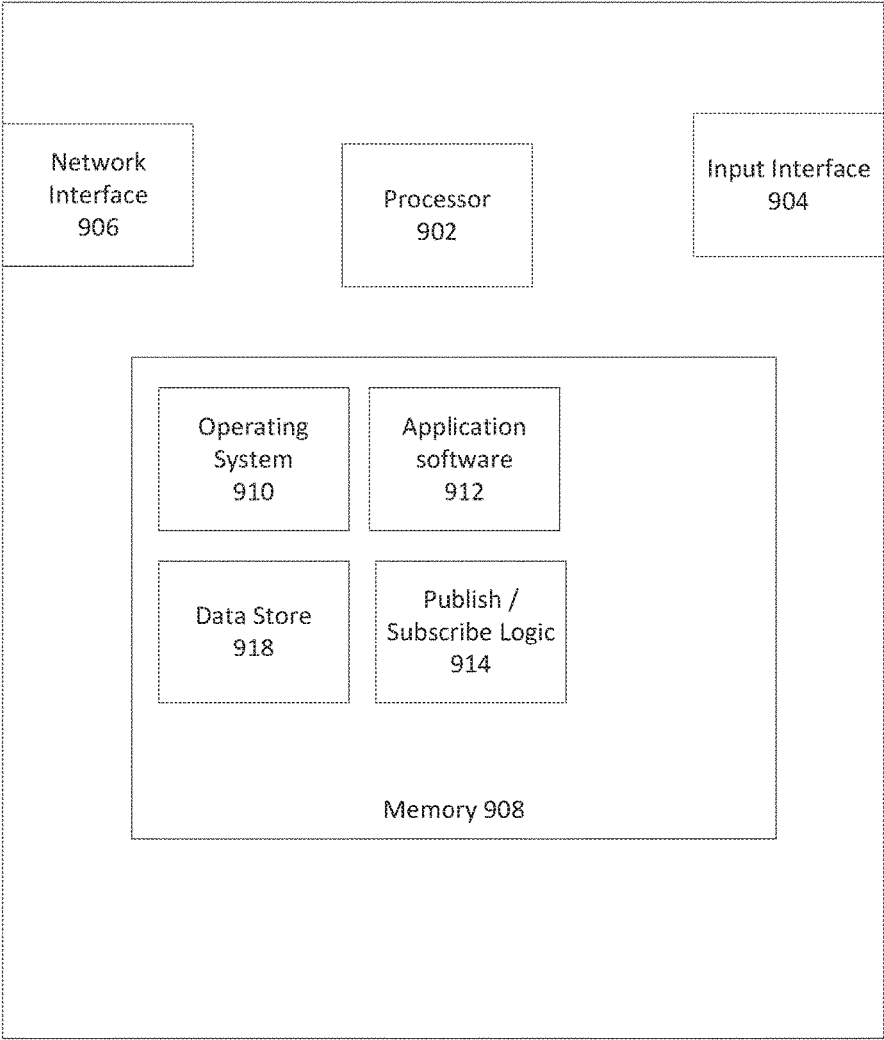 Network
Interface
906
Processor
902
Input Interface
904
Operating
System
910
Application
software
912
Data Store
918
Publish /
Subscribe Logic
914
Memory 908